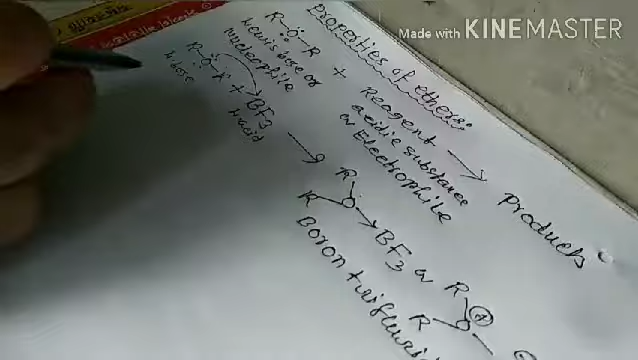 Made with KINEMASTER
Properties of ethers:
R-Ö-R + Reagent → Products
Lewis base or acidic substance
nucleophile or Electrophile
R-Ö-R + BF3 → R R O → BF3 or R R O
L.base L.acid
Boron trifluori